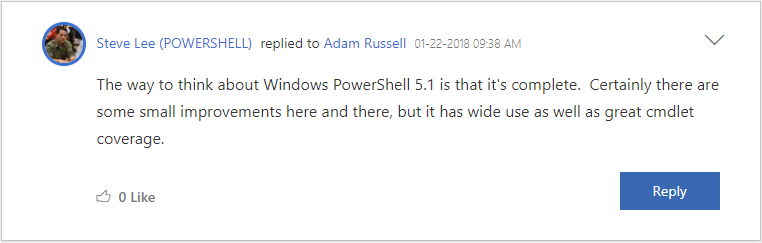 Steve Lee (POWERSHELL) replied to Adam Russell 01-22-2018 09:38 AM
The way to think about Windows PowerShell 5.1 is that it's complete.  Certainly there are
some small improvements here and there, but it has wide use as well as great cmdlet
coverage.
0 Like
Reply